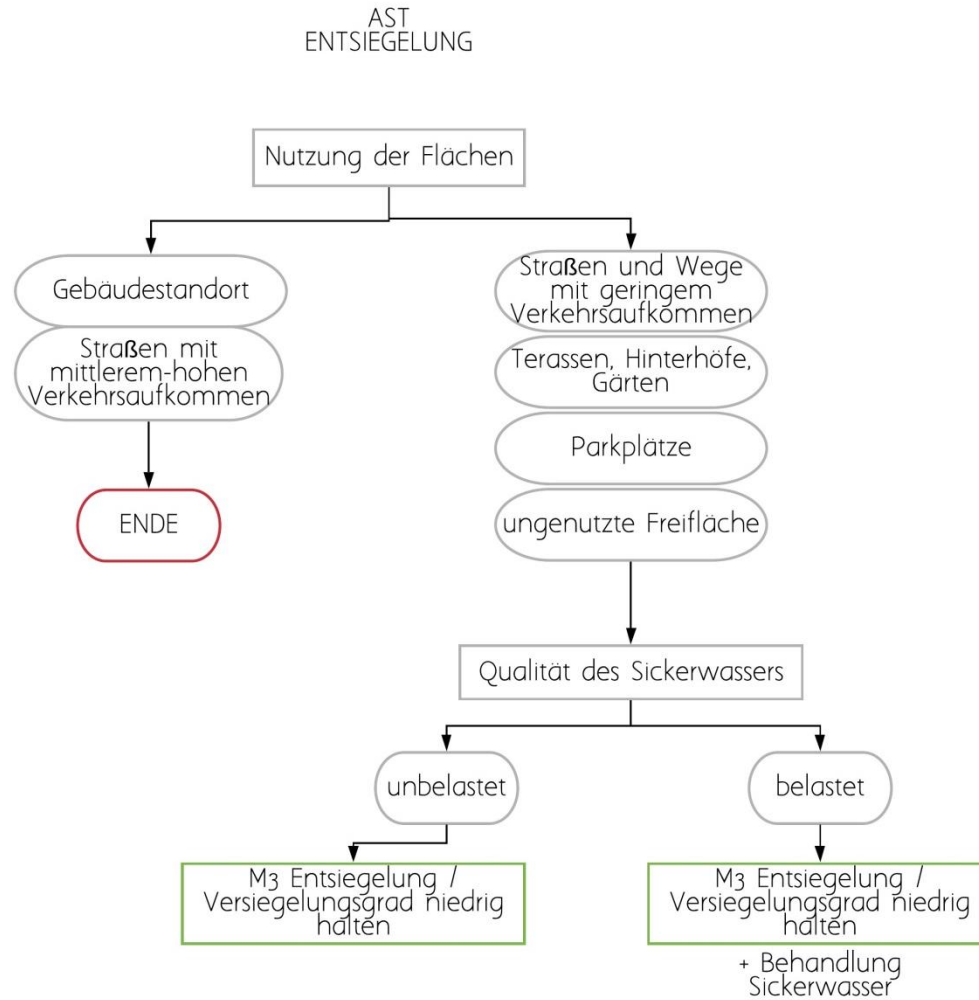 AST
ENTSIEGELUNG
Nutzung der Flächen
Gebäudestandort
Straßen mit
mittlerem-hohen
Verkehrsaufkommen
ENDE
Straßen und Wege
mit geringem
Verkehrsaufkommen
Terassen, Hinterhöfe,
Gärten
Parkplätze
ungenutzte Freifläche
Qualität des Sickerwassers
unbelastet
belastet
M3 Entsiegelung /
Versiegelungsgrad niedrig
halten
M3 Entsiegelung /
Versiegelungsgrad niedrig
halten
+ Behandlung
Sickerwasser